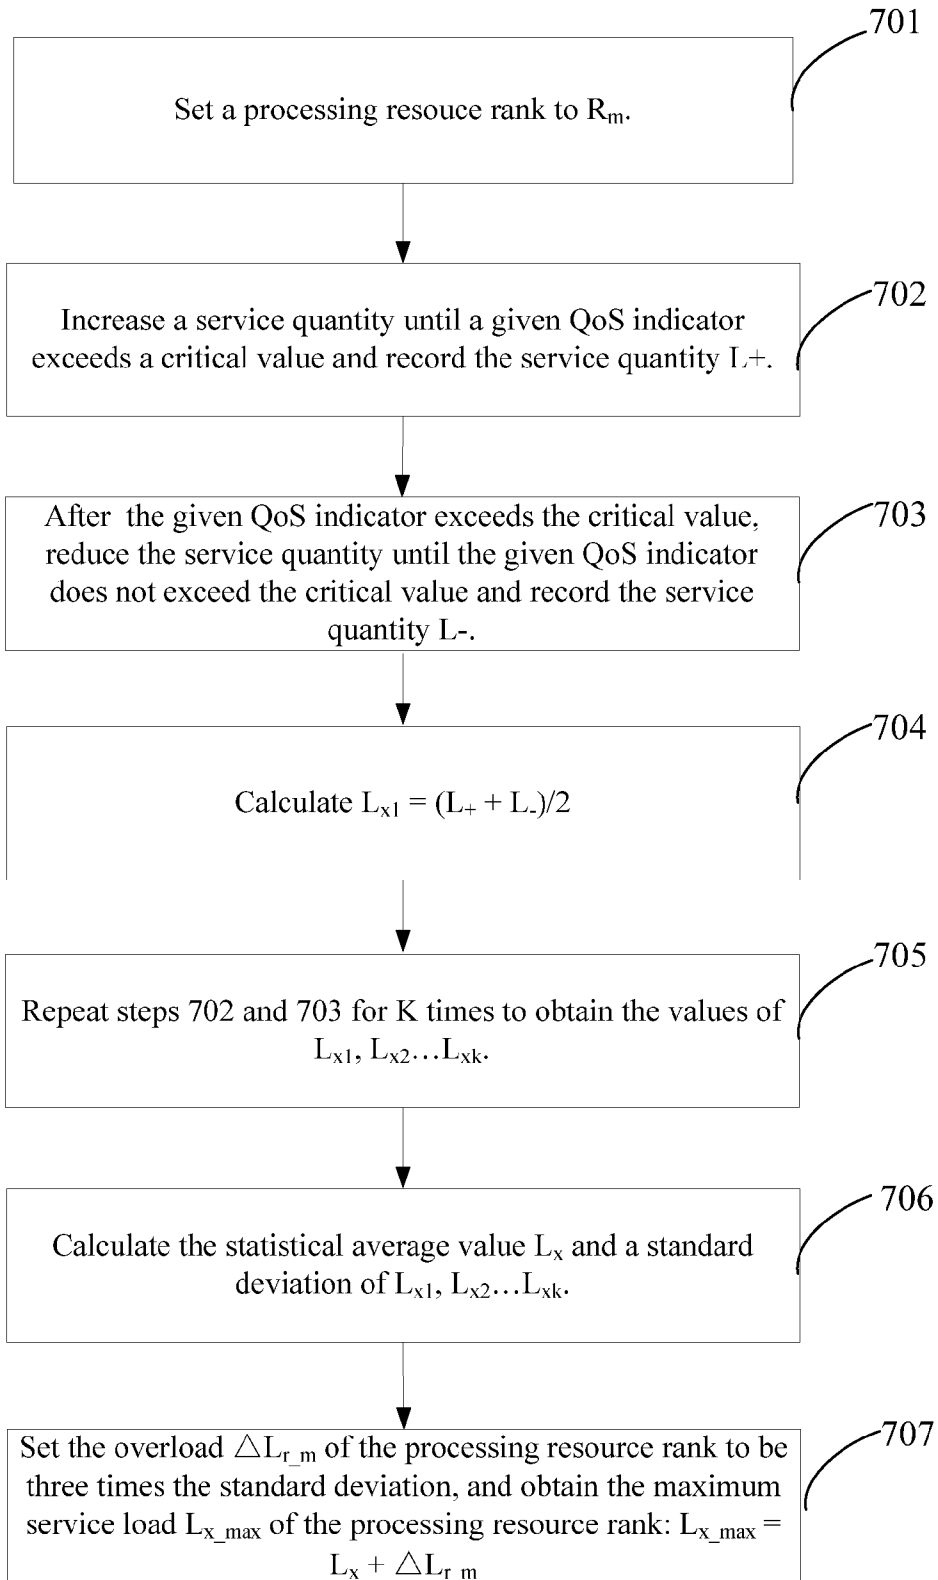 701
Set a processing resouce rank to Rm.
702
Increase a service quantity until a given QoS indicator
exceeds a critical value and record the service quantity L+.
703
After the given QoS indicator exceeds the critical value,
reduce the service quantity until the given QoS indicator
does not exceed the critical value and record the service
quantity L-.
704
Calculate Lx1 = (L+ + L-)/2
705
Repeat steps 702 and 703 for K times to obtain the values of
Lx1, Lx2…Lxk.
706
Calculate the statistical average value Lx and a standard
deviation of Lx1, Lx2…Lxk.
707
Set the overload △Lr_m of the processing resource rank to be
three times the standard deviation, and obtain the maximum
service load Lx_max of the processing resource rank: Lx_max =
Lx + △Lr_m